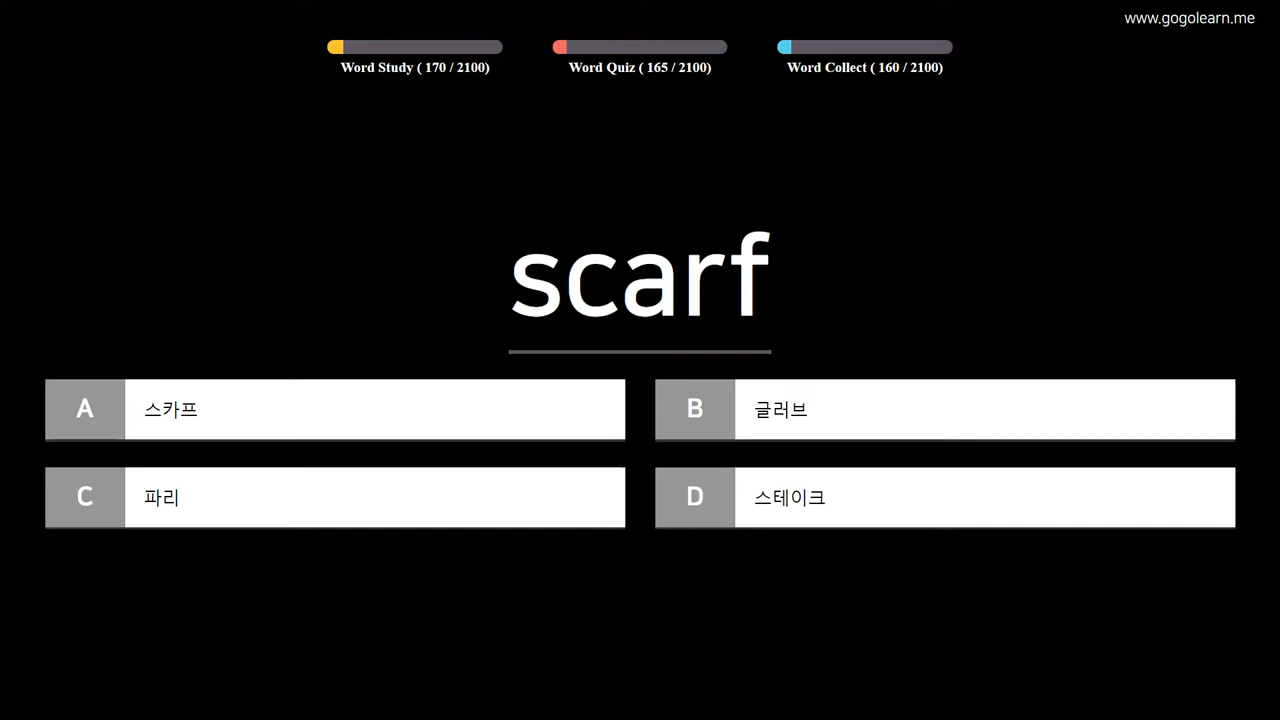 www.gogolearn.me
Word Study ( 170 / 2100)
Word Quiz ( 165 / 2100)
Word Collect ( 160 / 2100)
scarf
A 스카프
B 글러브
C 파리
D 스테이크